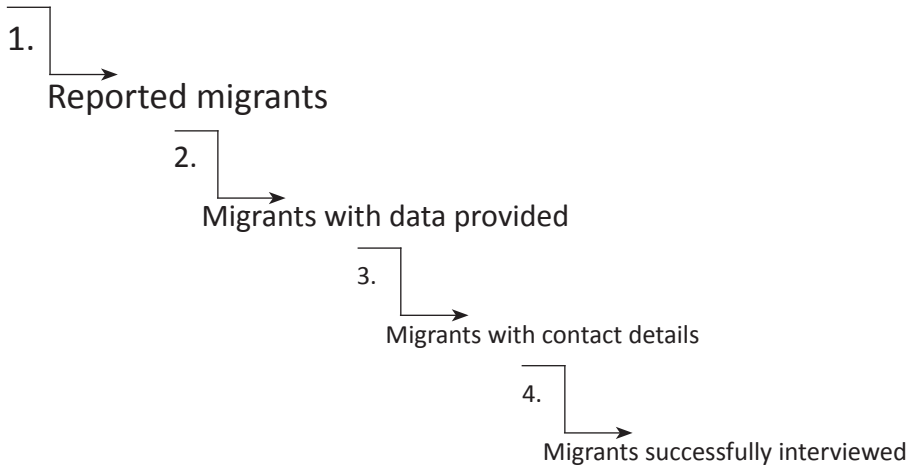 1.
Reported migrants
2.
Migrants with data provided
3.
Migrants with contact details
4.
Migrants successfully interviewed